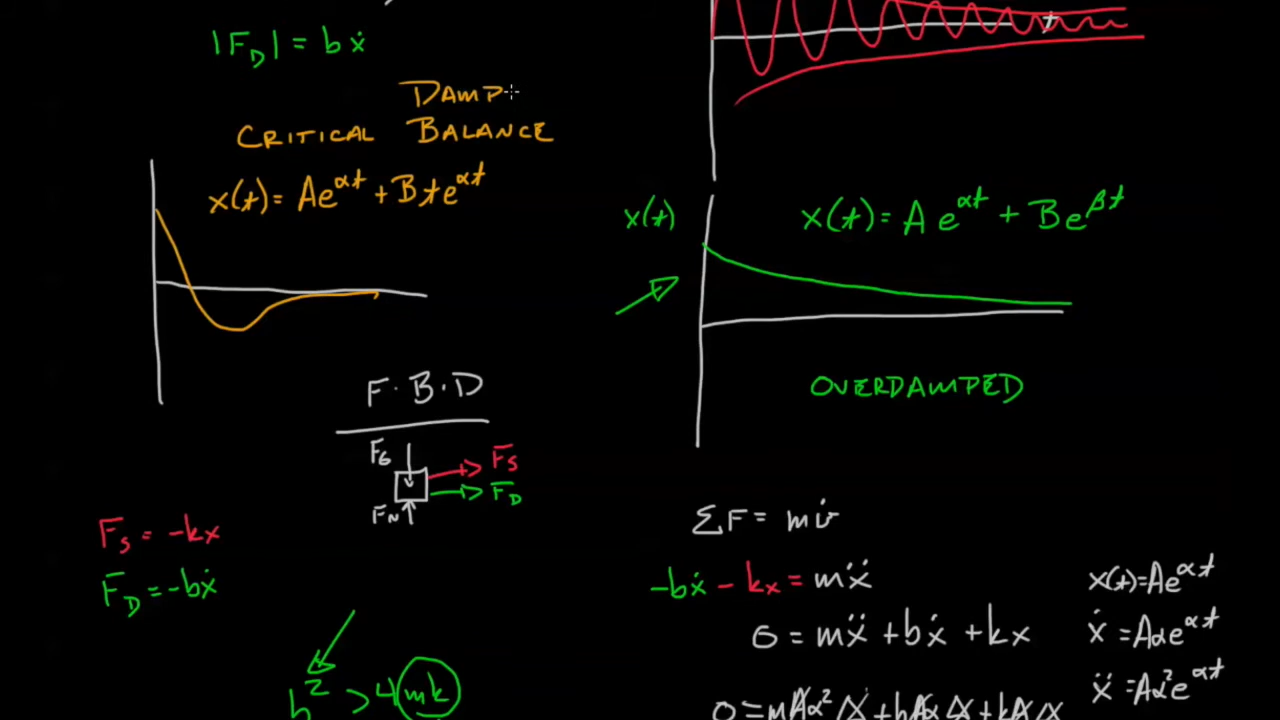 |F_D| = bẋ
DAMP
CRITICAL BALANCE
x(t) = Ae^{αt} + Bte^{αt}
t
x(t)
x(t) = Ae^{αt} + Be^{βt}
OVERDAMPED
F.B.D
F_G
F_S
F_D
F_N
F_S = -kx
F_D = -bẋ
b² > 4mk
ΣF = mv̇
-bẋ - kx = mẍ
0 = mẍ + bẋ + kx
x(t) = Ae^{αt}
ẋ = Aαe^{αt}
ẍ = Aα²e^{αt}